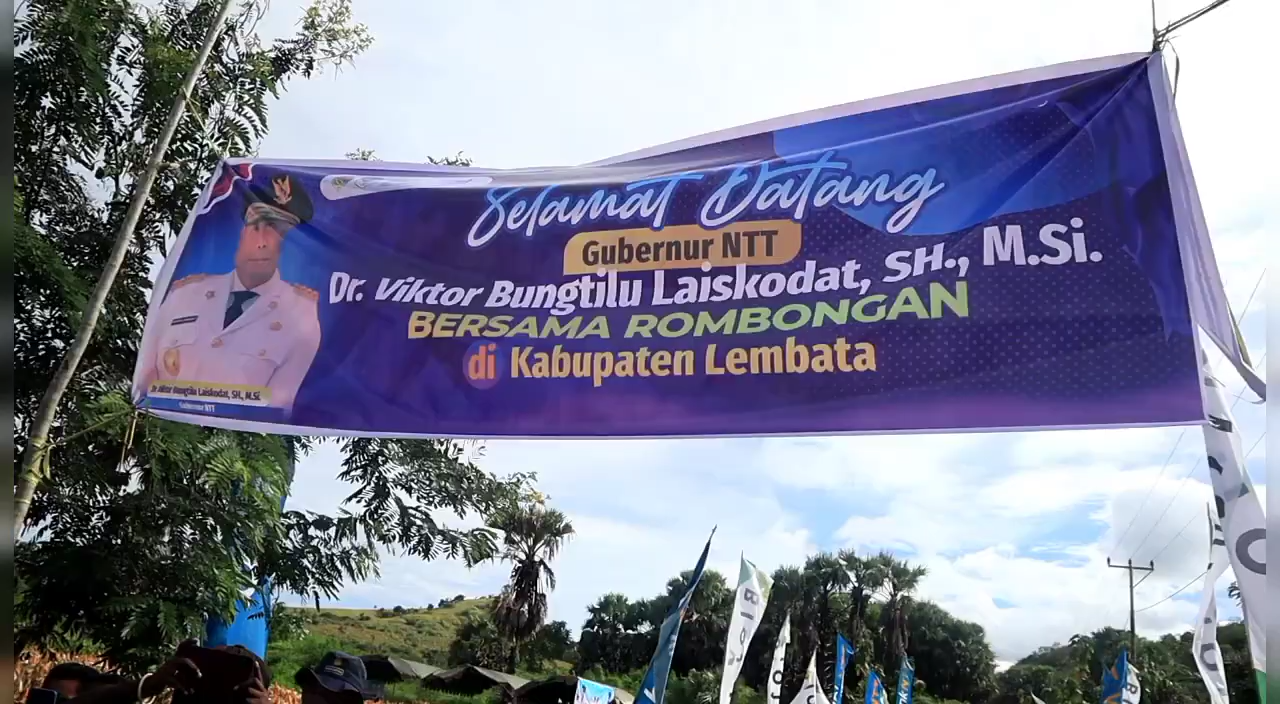 Selamat Datang
Gubernur NTT
Dr. Viktor Bungtilu Laiskodat, SH., M.Si.
BERSAMA ROMBONGAN
di Kabupaten Lembata
Dr. Viktor Bungtilu Laiskodat, SH., M.Si.
Gubernur NTT